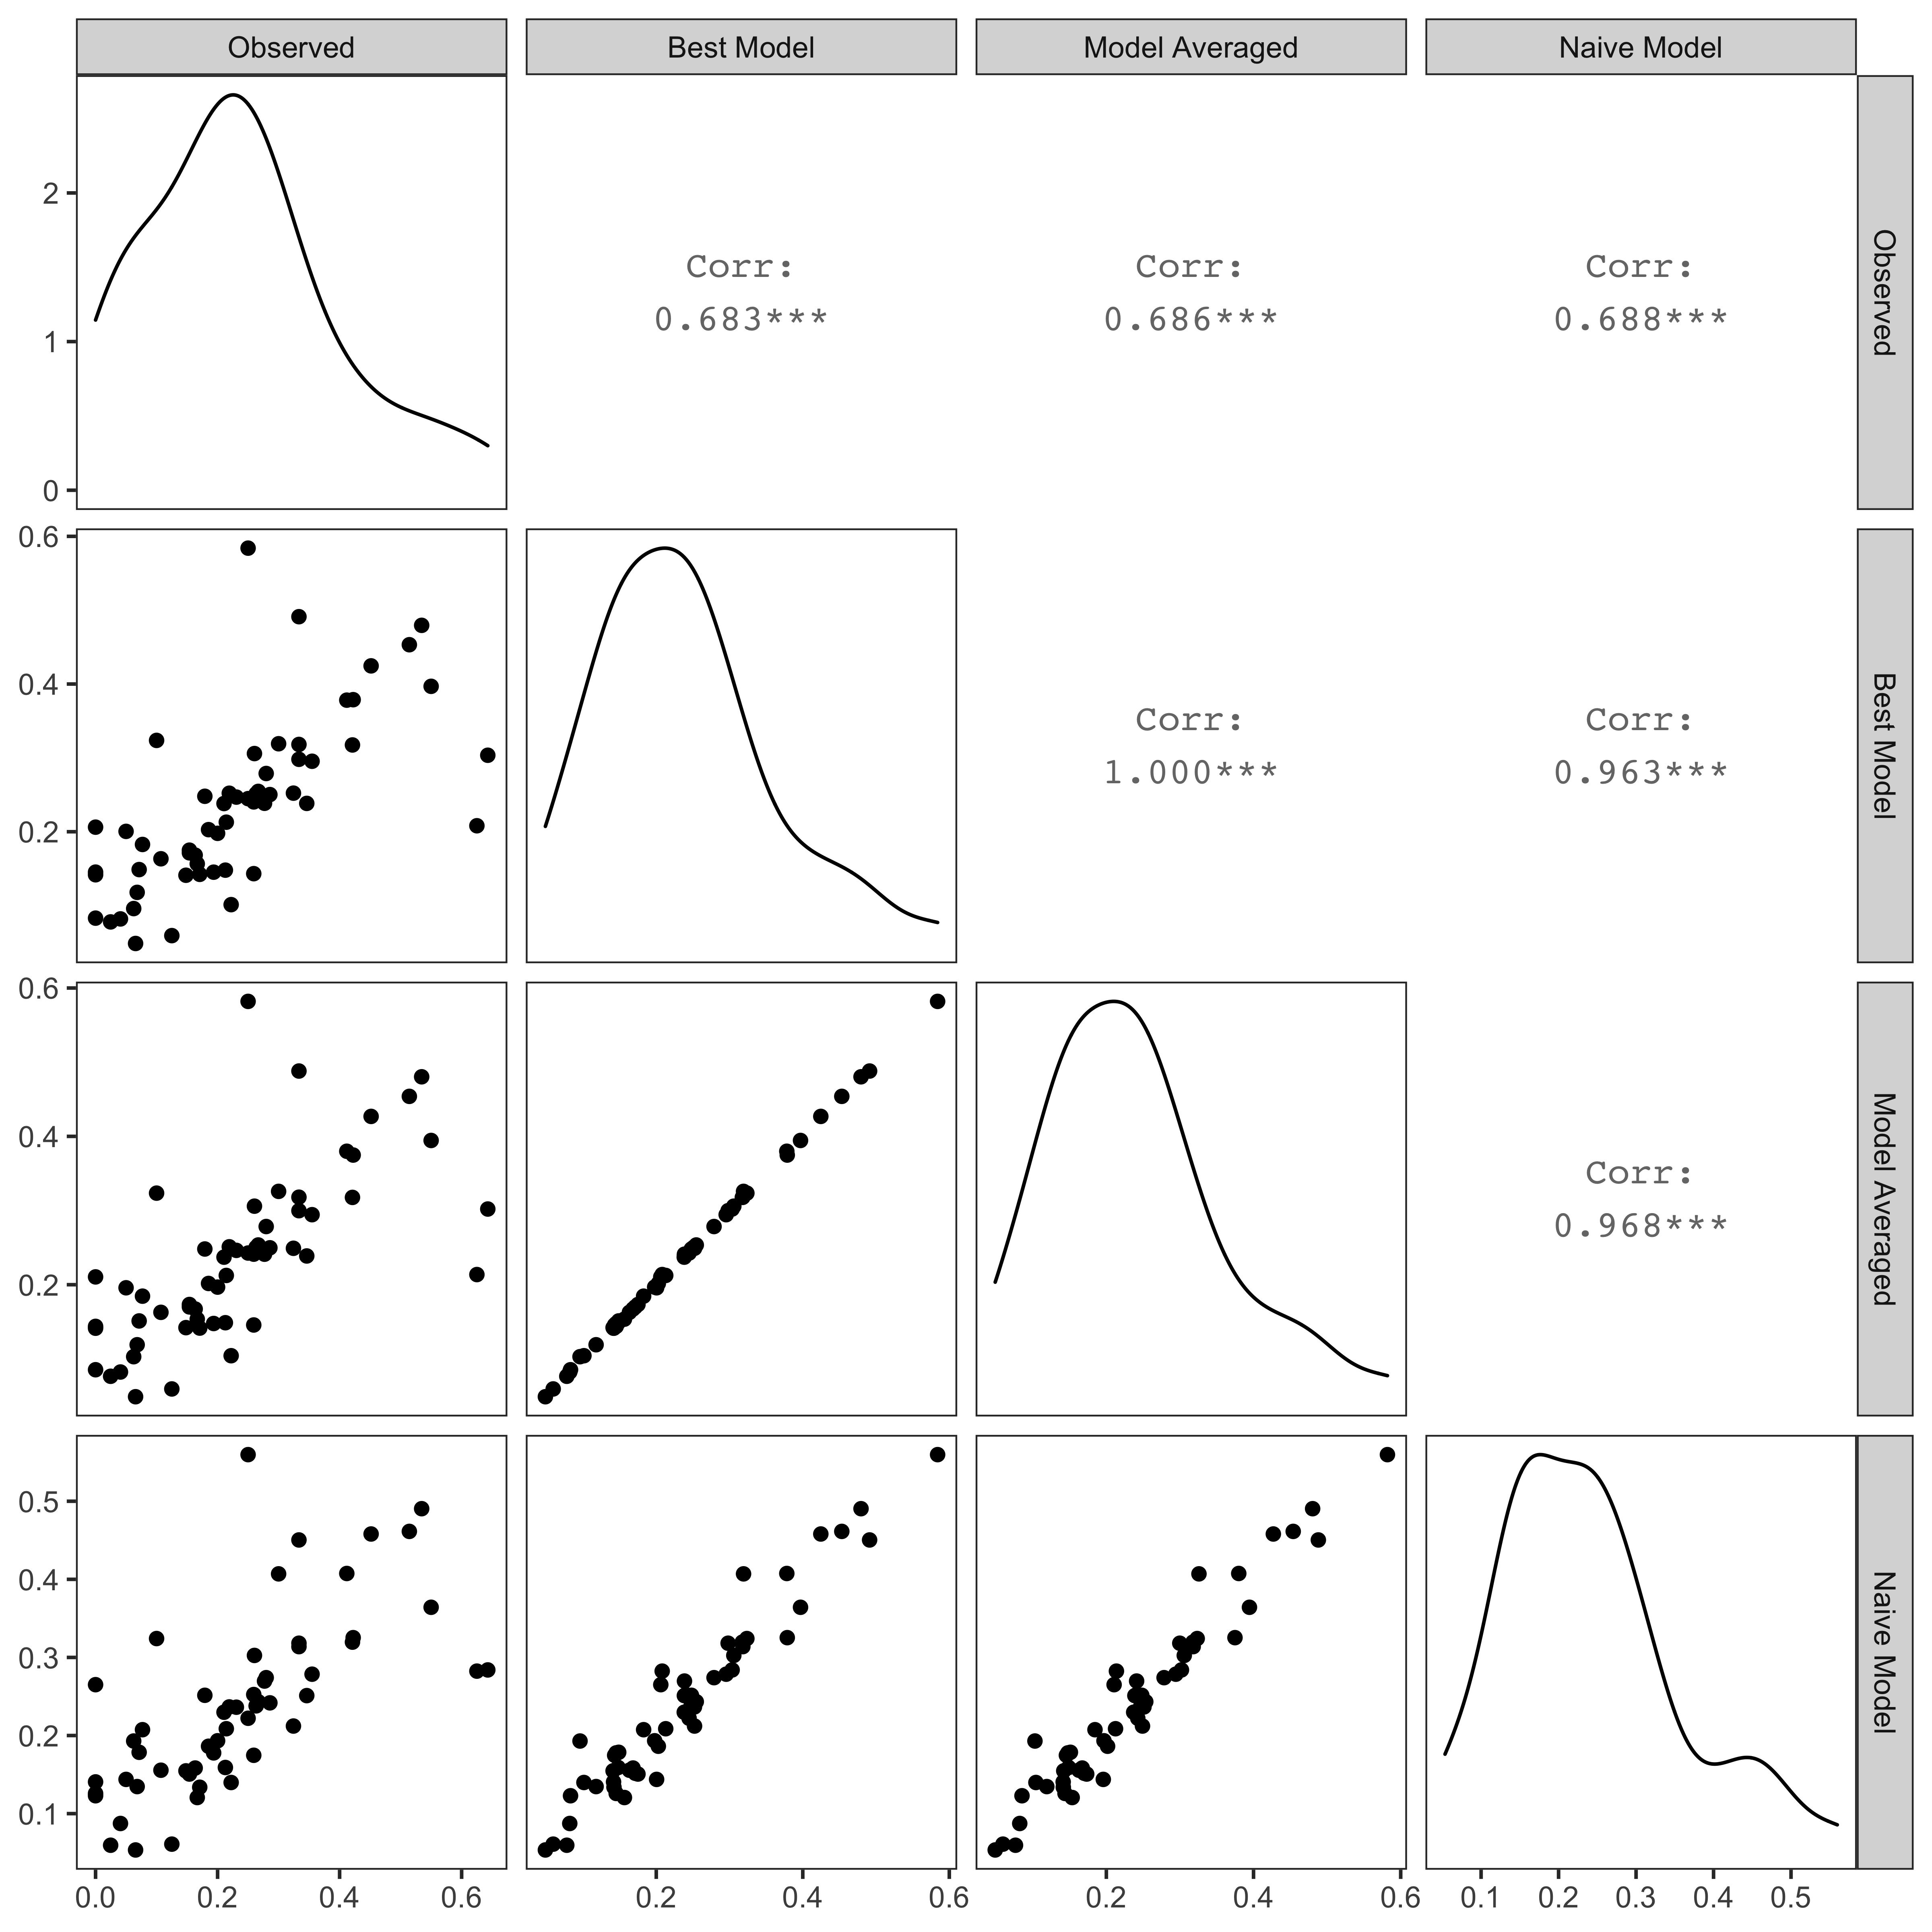 Observed
Best Model
Model Averaged
Naive Model
2
1
0
Corr:
0.683***
Corr:
0.686***
Corr:
0.688***
Observed
0.6
0.4
0.2
Corr:
1.000***
Corr:
0.963***
Best Model
0.6
0.4
0.2
Corr:
0.968***
Model Averaged
0.5
0.4
0.3
0.2
0.1
Naive Model
0.0 0.2 0.4 0.6
0.2 0.4 0.6
0.2 0.4 0.6
0.1 0.2 0.3 0.4 0.5